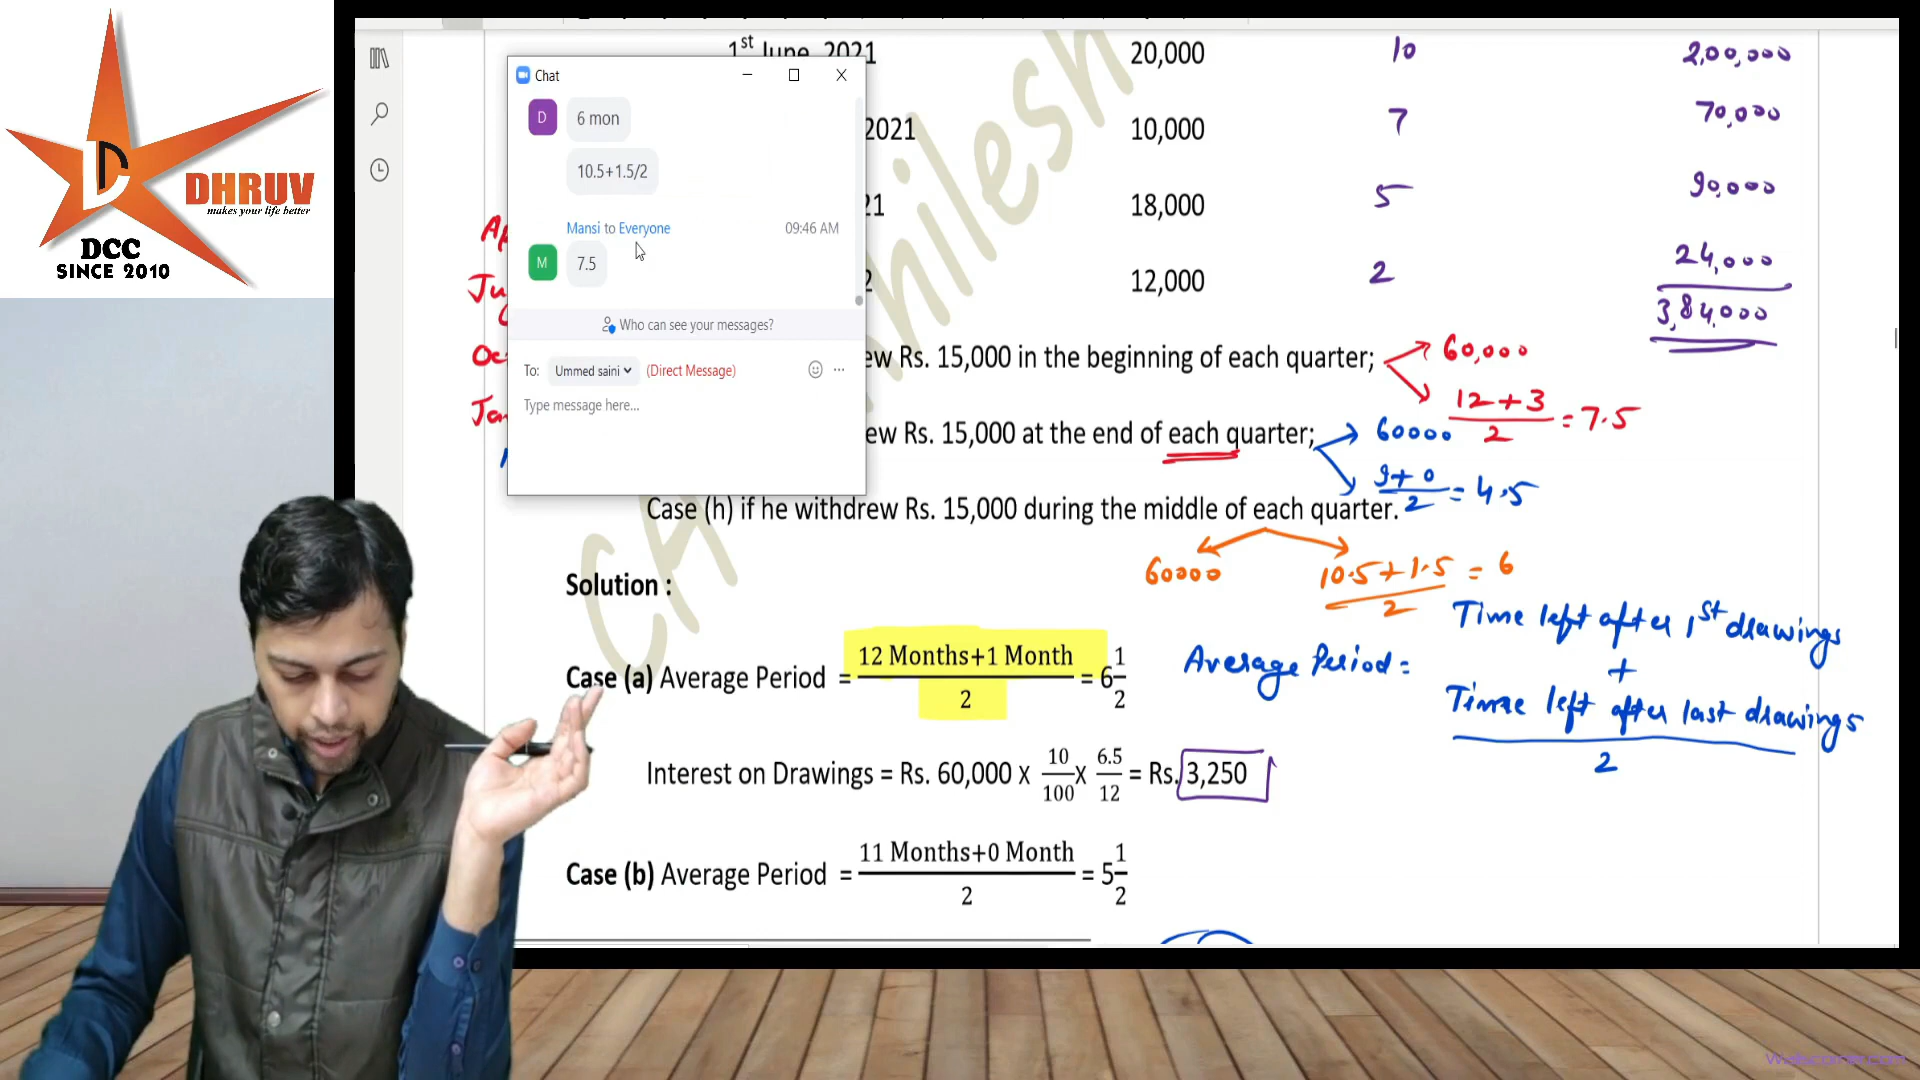 DHRUV
makes your life better
DCC
SINCE 2010
1st June, 2021 20,000 10 2,00,000
2021 10,000 7 70,000
21 18,000 5 90,000
2 12,000 2 24,000
3,84,000
Chat
D
6 mon
10.5+1.5/2
Mansi to Everyone 09:46 AM
M
7.5
Who can see your messages?
To: Ummed saini (Direct Message)
Type message here...
ew Rs. 15,000 in the beginning of each quarter;
60,000
12+3/2 = 7.5
ew Rs. 15,000 at the end of each quarter;
60000
9+0/2 = 4.5
Case (h) if he withdrew Rs. 15,000 during the middle of each quarter.
60000
10.5+1.5/2 = 6
Solution :
Case (a) Average Period = 12 Months+1 Month/2 = 6 1/2
Average Period =
Time left after 1st drawings
+
Time left after last drawings
2
Interest on Drawings = Rs. 60,000 x 10/100 x 6.5/12 = Rs. 3,250
Case (b) Average Period = 11 Months+0 Month/2 = 5 1/2